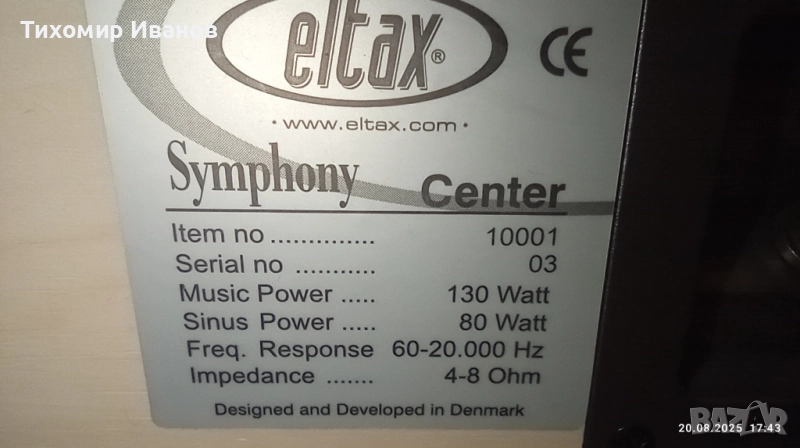 Тихомир Иванов
eltax®
CE
· www.eltax.com ·
Symphony Center
Item no .............. 10001
Serial no ........... 03
Music Power ..... 130 Watt
Sinus Power ..... 80 Watt
Freq. Response 60-20.000 Hz
Impedance ....... 4-8 Ohm
Designed and Developed in Denmark
BAZAR
20.08.2025 17:43